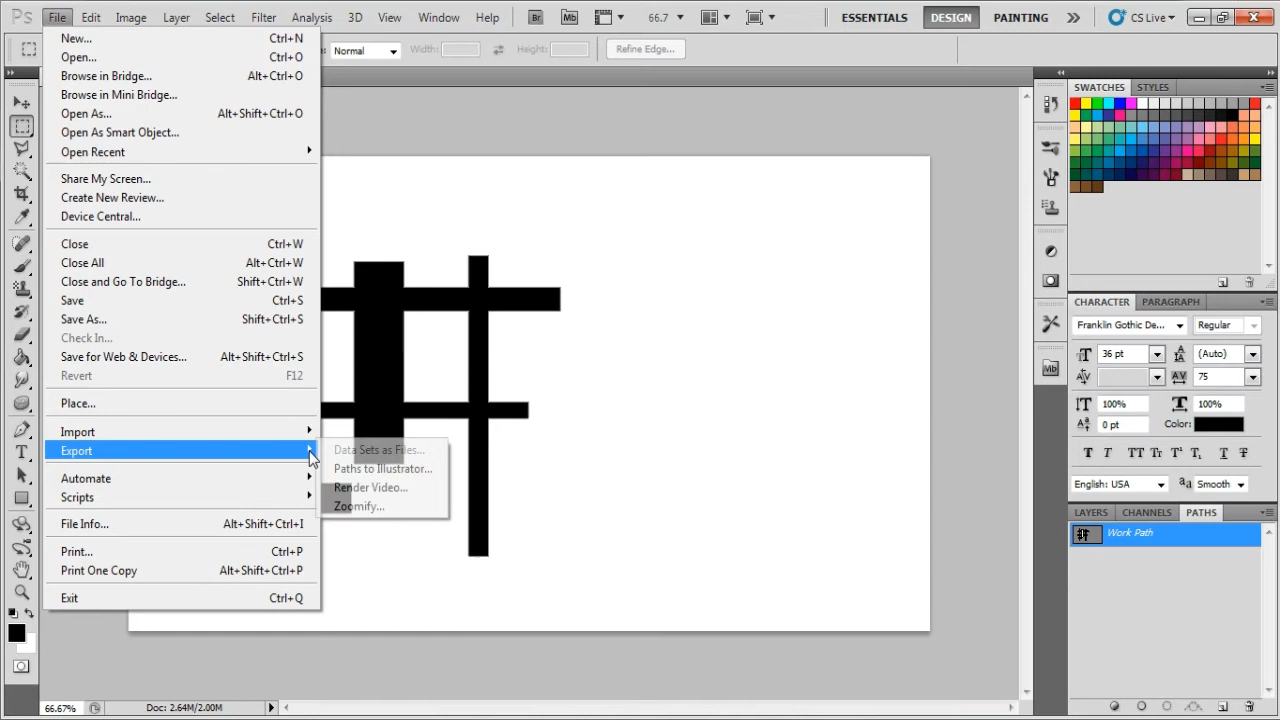 Ps File Edit Image Layer Select Filter Analysis 3D View Window Help Br Mb 66.7 ESSENTIALS DESIGN PAINTING CS Live
Normal Width: Height: Refine Edge...
New... Ctrl+N
Open... Ctrl+O
Browse in Bridge... Alt+Ctrl+O
Browse in Mini Bridge...
Open As... Alt+Shift+Ctrl+O
Open As Smart Object...
Open Recent
Share My Screen...
Create New Review...
Device Central...
Close Ctrl+W
Close All Alt+Ctrl+W
Close and Go To Bridge... Shift+Ctrl+W
Save Ctrl+S
Save As... Shift+Ctrl+S
Check In...
Save for Web & Devices... Alt+Shift+Ctrl+S
Revert F12
Place...
Import
Export
Automate
Scripts
File Info... Alt+Shift+Ctrl+I
Print... Ctrl+P
Print One Copy Alt+Shift+Ctrl+P
Exit Ctrl+Q
Data Sets as Files...
Paths to Illustrator...
Render Video...
Zoomify...
SWATCHES STYLES
Mb
CHARACTER PARAGRAPH
Franklin Gothic De... Regular
36 pt (Auto)
75
100% 100%
0 pt Color:
T T TT Tr T¹ T₁ T T
English: USA aa Smooth
LAYERS CHANNELS PATHS
Work Path
66.67% Doc: 2.64M/2.00M